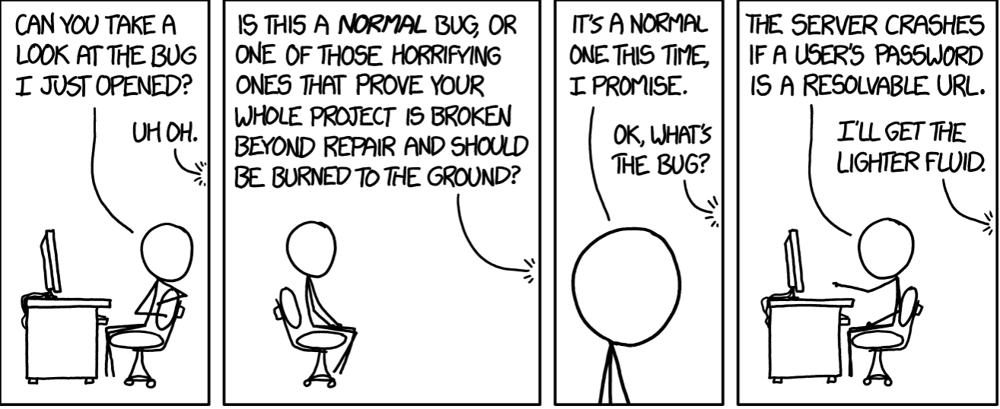 CAN YOU TAKE A
LOOK AT THE BUG
I JUST OPENED?
UH OH.
IS THIS A NORMAL BUG, OR
ONE OF THOSE HORRIFYING
ONES THAT PROVE YOUR
WHOLE PROJECT IS BROKEN
BEYOND REPAIR AND SHOULD
BE BURNED TO THE GROUND?
IT'S A NORMAL
ONE THIS TIME,
I PROMISE.
OK, WHAT'S
THE BUG?
THE SERVER CRASHES
IF A USER'S PASSWORD
IS A RESOLVABLE URL.
I'LL GET THE
LIGHTER FLUID.